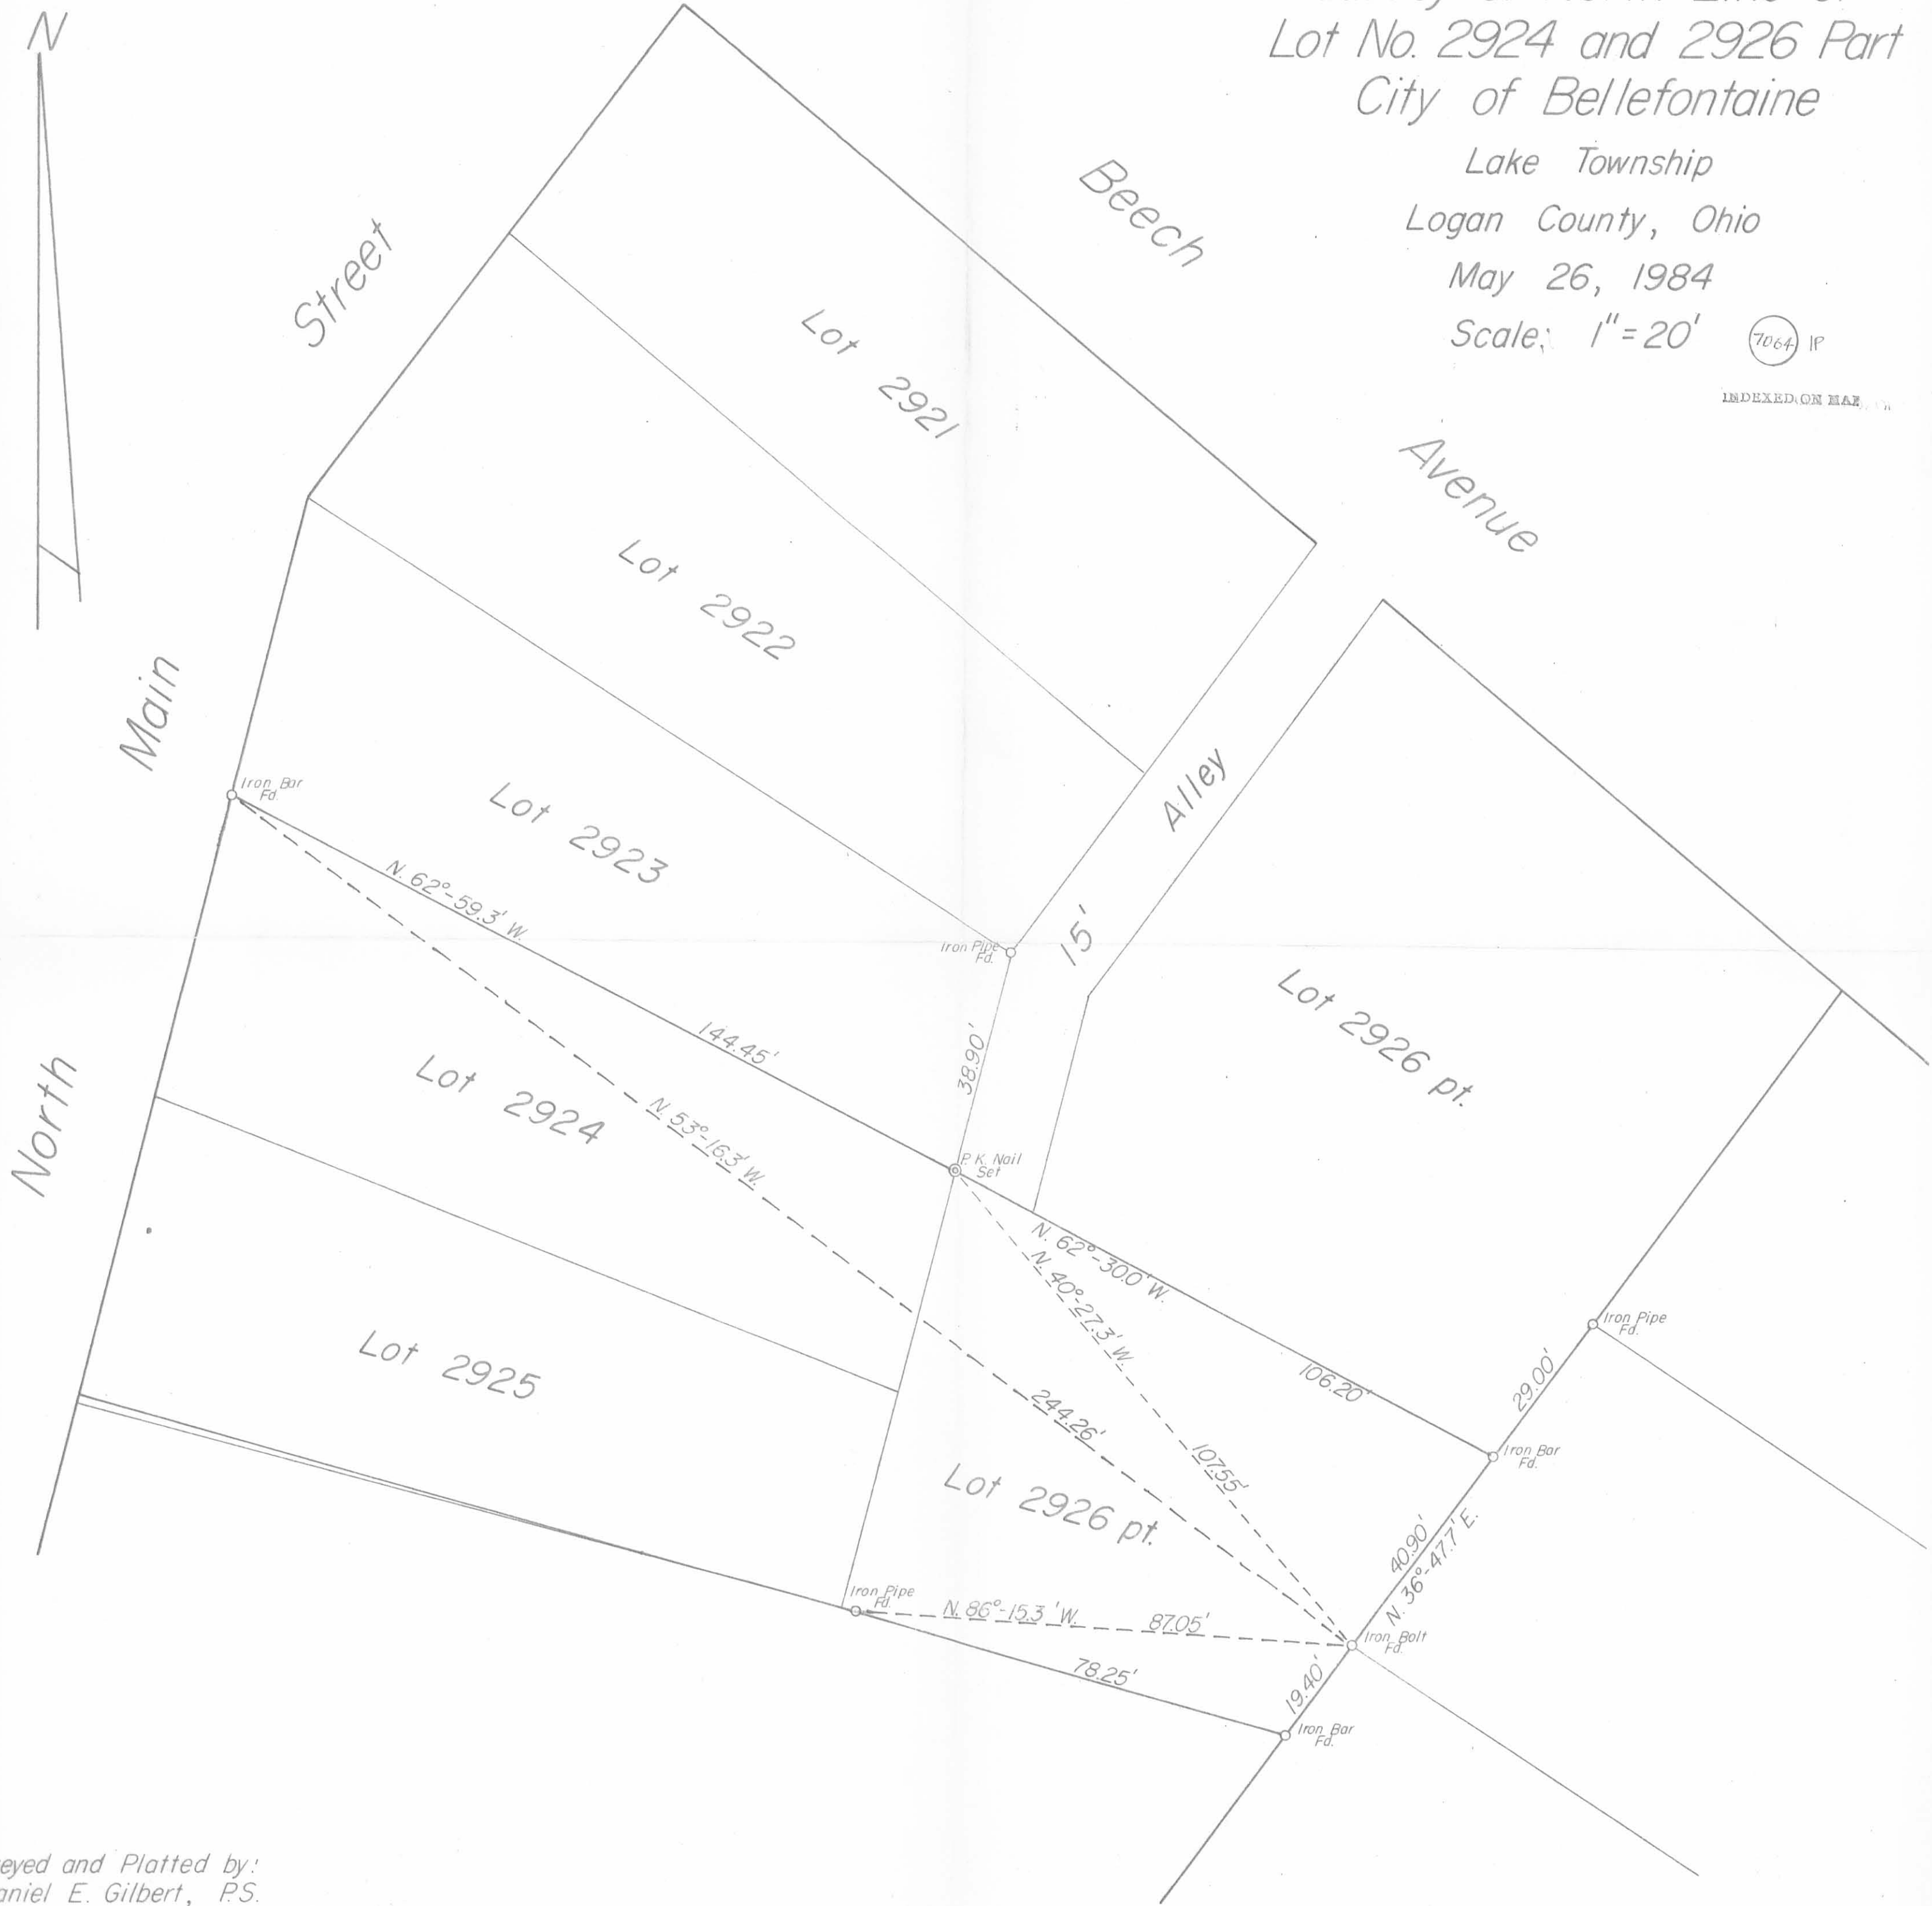 N
Lot No. 2924 and 2926 Part
City of Bellefontaine
Lake Township
Logan County, Ohio
May 26, 1984
Scale: 1"=20'
7064 IP
INDEXED ON MAP
Beech
Avenue
Street
Main
North
Lot 2921
Lot 2922
Lot 2923
Alley
15'
Iron Bar
Fd.
N. 62°-59.3' W.
144.45'
Iron Pipe
Fd.
38.90'
Lot 2926 pt.
Lot 2924
N. 53°-16.3' W.
244.26'
P. K. Nail
Set
N. 62°-30.0' W.
106.20'
N. 40°-27.3' W.
107.55'
Iron Pipe
Fd.
29.00'
Iron Bar
Fd.
Lot 2925
Lot 2926 pt.
40.90'
N. 36°-47.7' E.
Iron Pipe
Fd.
N. 86°-15.3' W. 87.05'
Iron Bolt
Fd.
78.25'
19.40'
Iron Bar
Fd.
eyed and Platted by:
aniel E. Gilbert, P.S.